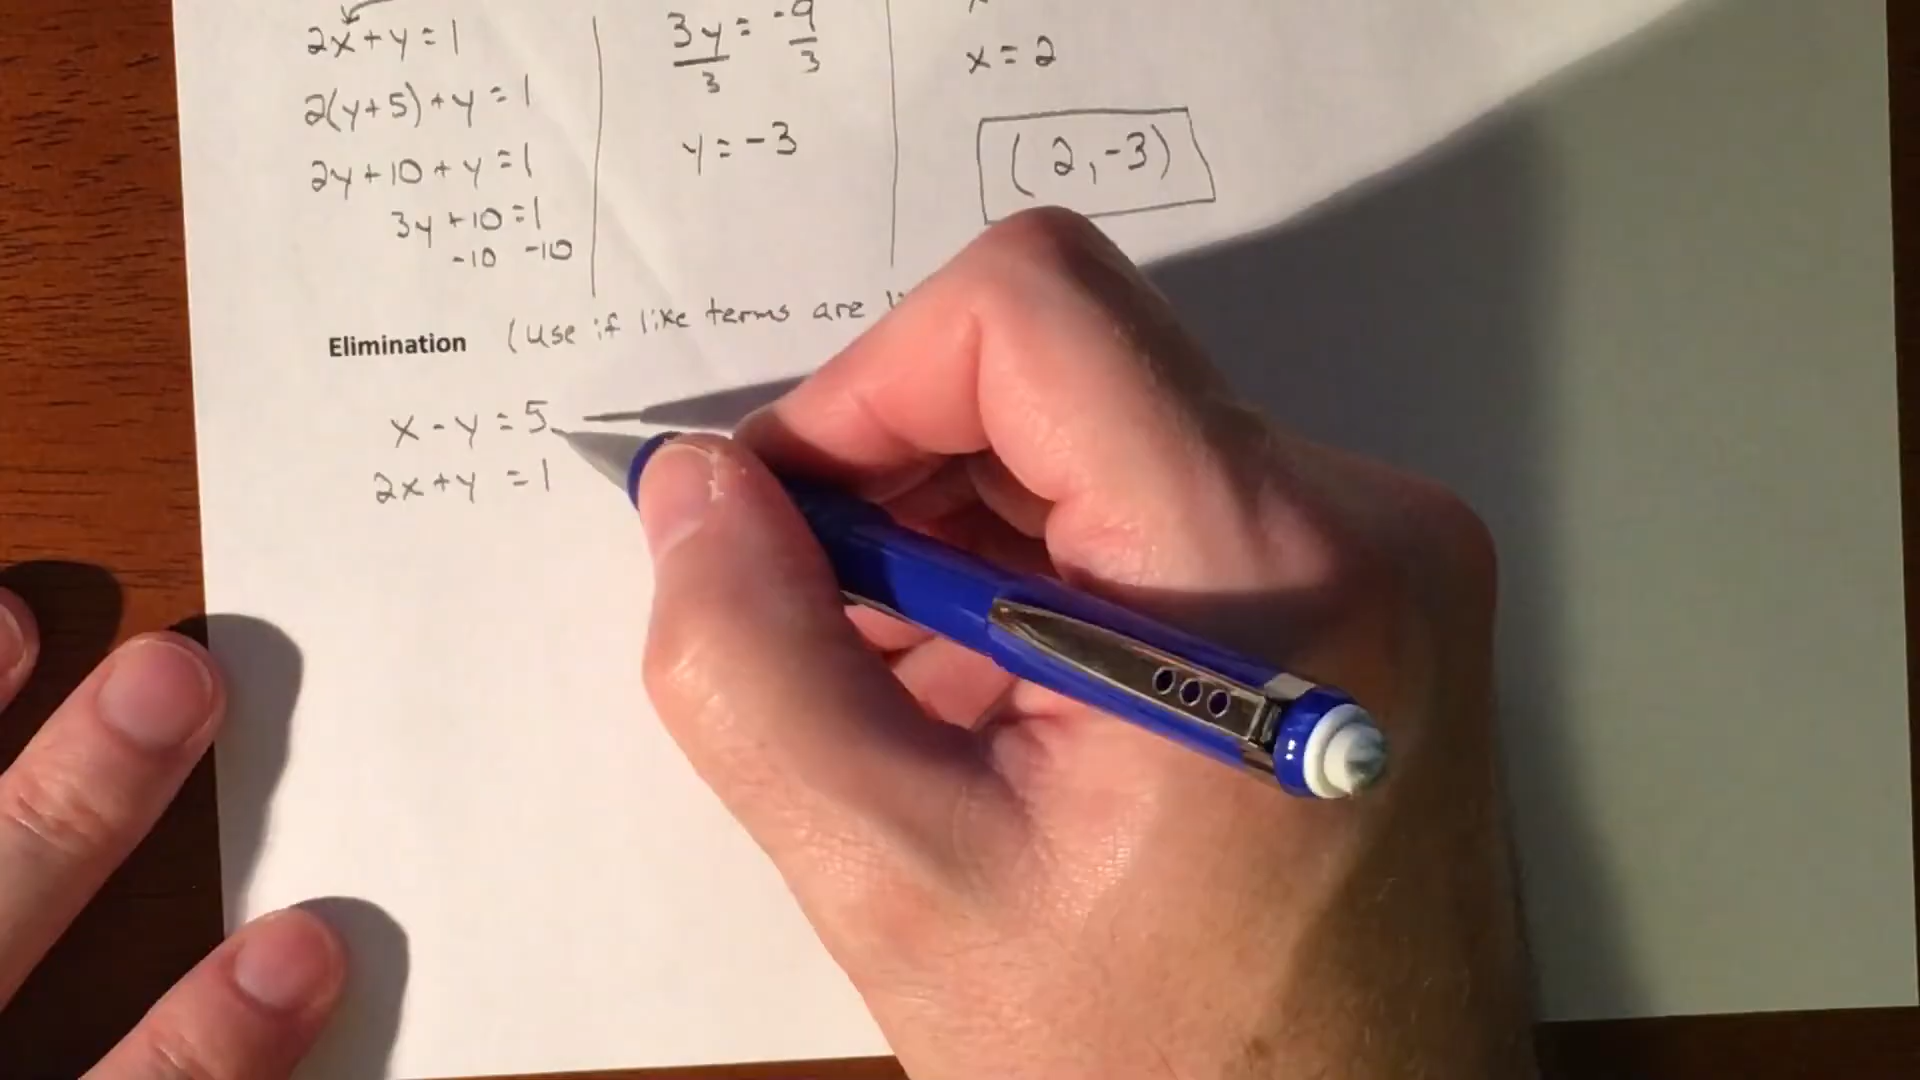 2x+y=1
2(y+5)+y=1
2y+10+y=1
3y+10=1
-10 -10
3y = -9
3 3
y=-3
x=2
(2,-3)
Elimination (use if like terms are
x-y=5
2x+y=1